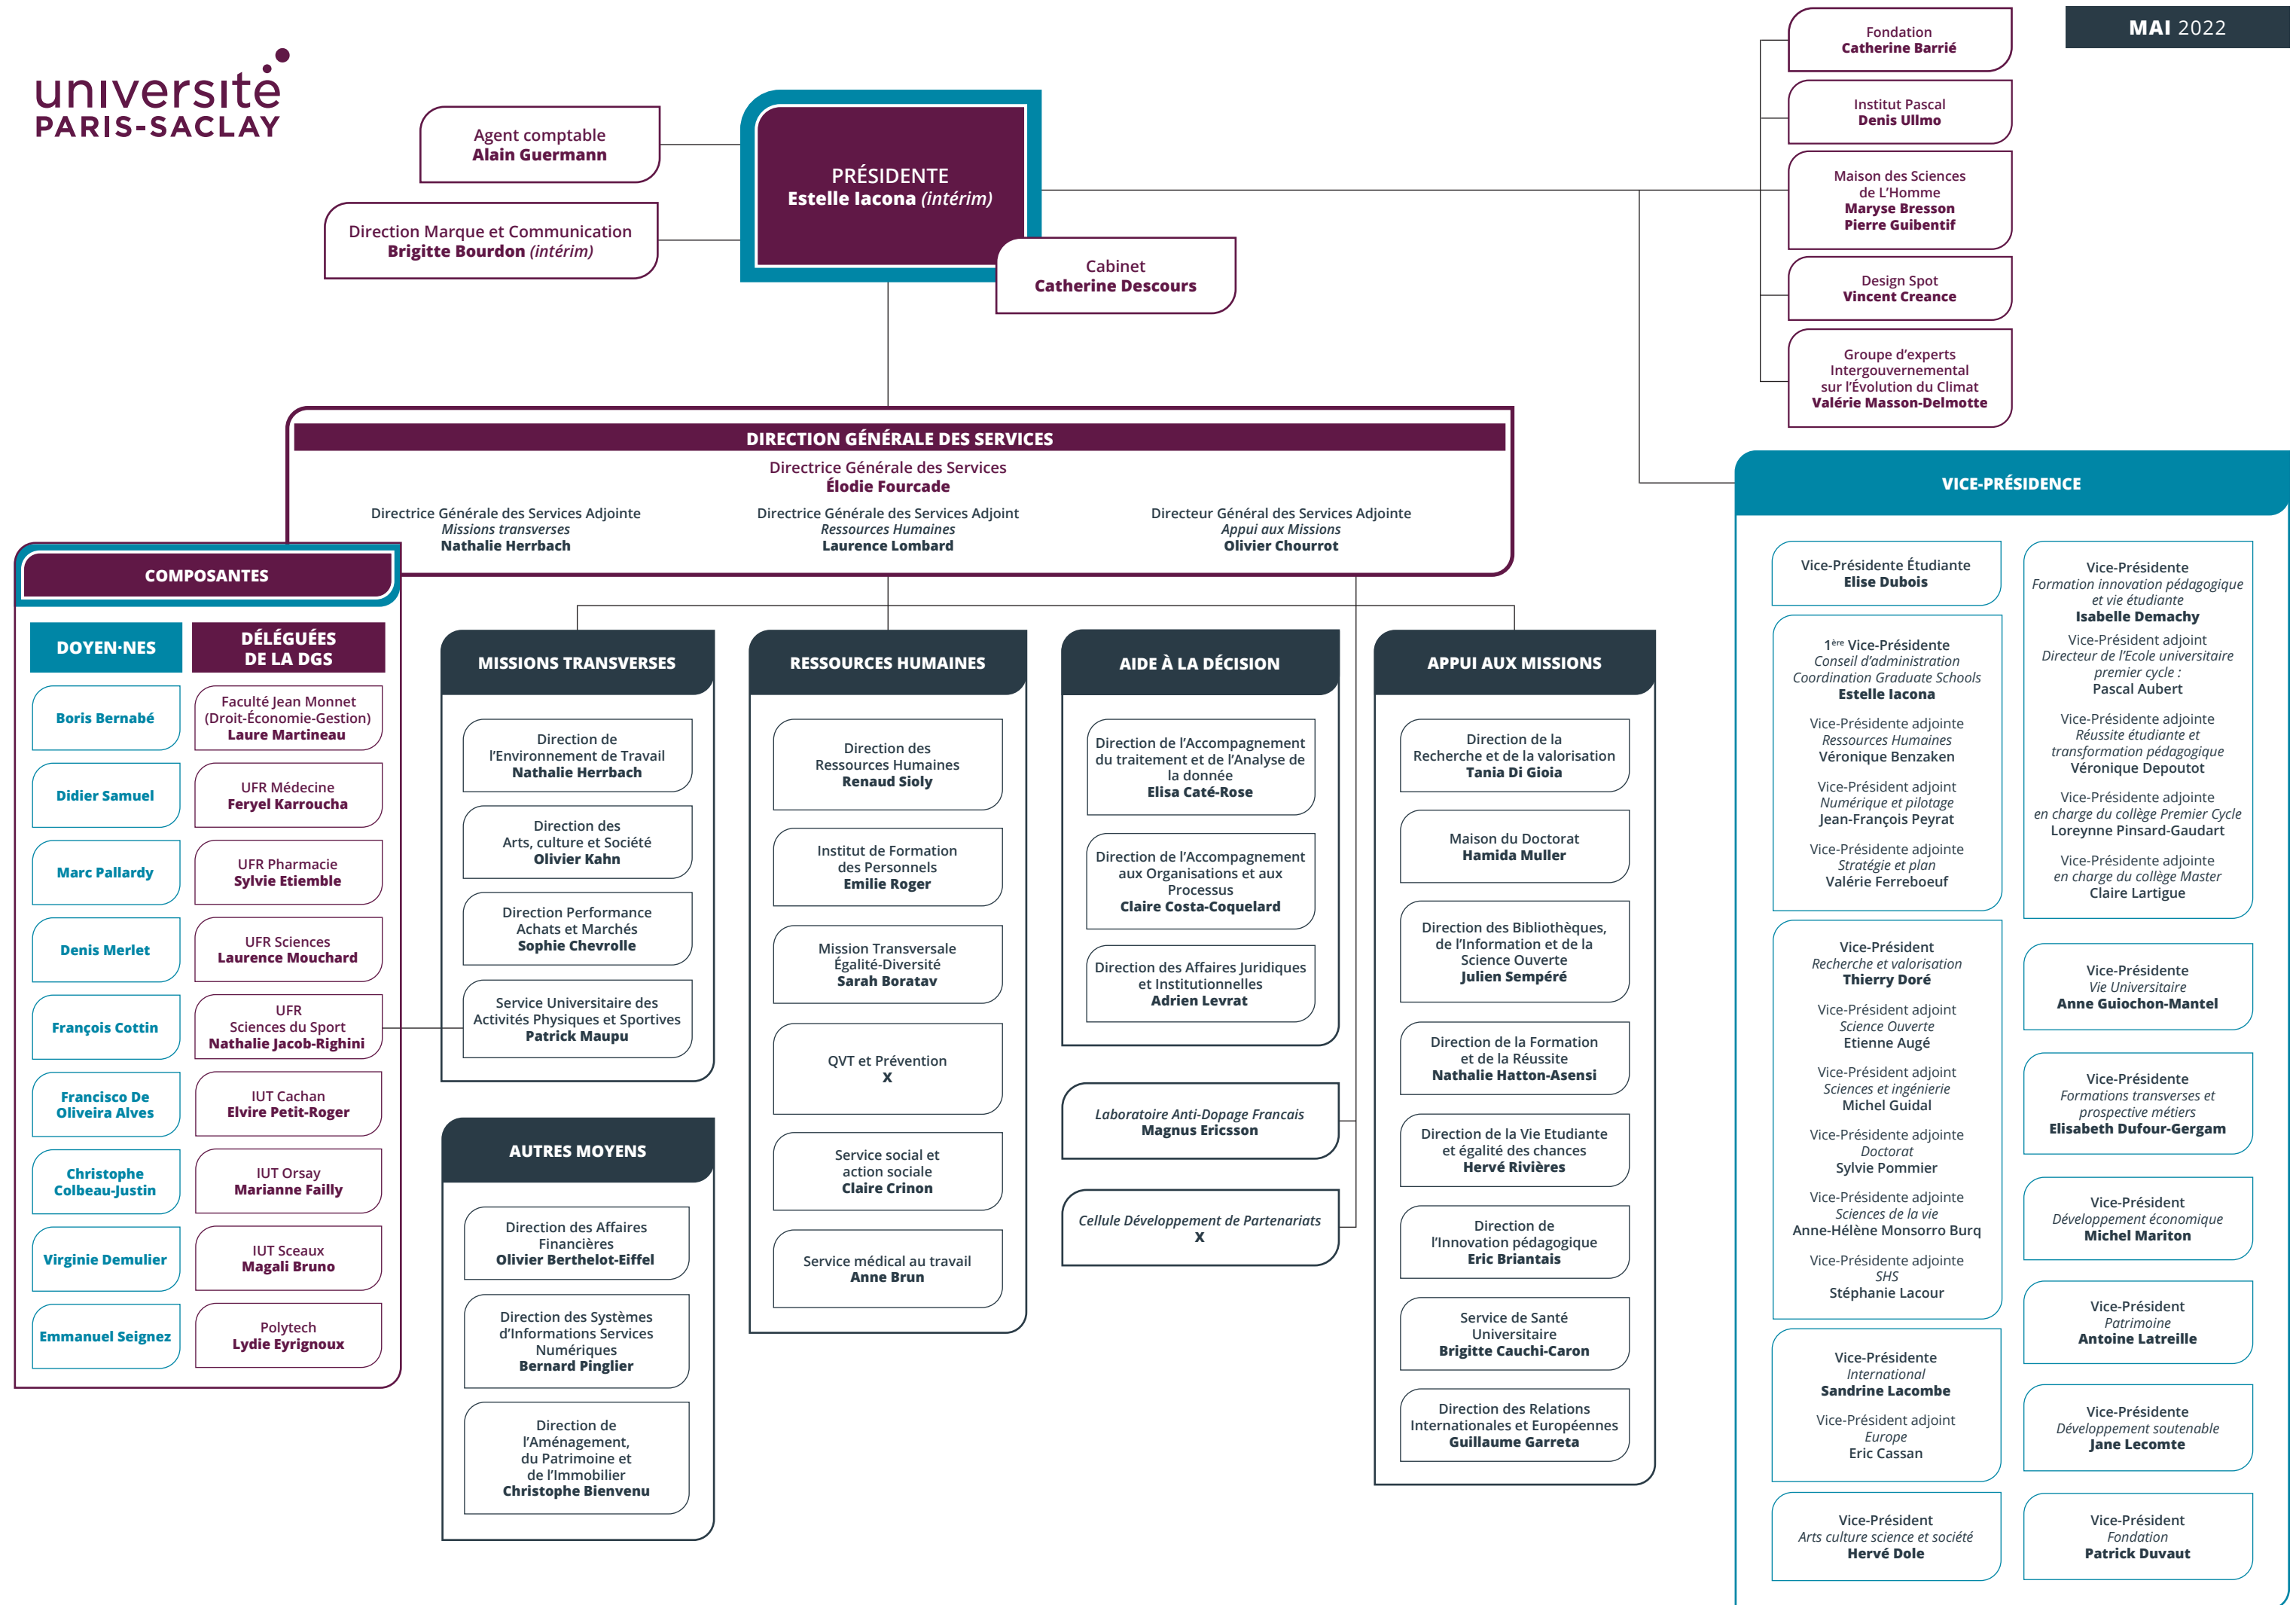 MAI 2022
université
PARIS-SACLAY
Agent comptable
Alain Guermann
Direction Marque et Communication
Brigitte Bourdon (intérim)
PRÉSIDENTE
Estelle Iacona (intérim)
Cabinet
Catherine Descours
Fondation
Catherine Barrié
Institut Pascal
Denis Ullmo
Maison des Sciences
de L'Homme
Maryse Bresson
Pierre Guibentif
Design Spot
Vincent Creance
Groupe d'experts
Intergouvernemental
sur l'Évolution du Climat
Valérie Masson-Delmotte
DIRECTION GÉNÉRALE DES SERVICES
Directrice Générale des Services
Élodie Fourcade
Directrice Générale des Services Adjointe
Missions transverses
Nathalie Herrbach
Directrice Générale des Services Adjoint
Ressources Humaines
Laurence Lombard
Directeur Général des Services Adjointe
Appui aux Missions
Olivier Chourrot
COMPOSANTES
DOYEN·NES
DÉLÉGUÉES
DE LA DGS
Boris Bernabé
Faculté Jean Monnet
(Droit-Économie-Gestion)
Laure Martineau
Didier Samuel
UFR Médecine
Feryel Karroucha
Marc Pallardy
UFR Pharmacie
Sylvie Etiemble
Denis Merlet
UFR Sciences
Laurence Mouchard
François Cottin
UFR
Sciences du Sport
Nathalie Jacob-Righini
Francisco De
Oliveira Alves
IUT Cachan
Elvire Petit-Roger
Christophe
Colbeau-Justin
IUT Orsay
Marianne Failly
Virginie Demulier
IUT Sceaux
Magali Bruno
Emmanuel Seignez
Polytech
Lydie Eyrignoux
MISSIONS TRANSVERSES
Direction de
l'Environnement de Travail
Nathalie Herrbach
Direction des
Arts, culture et Société
Olivier Kahn
Direction Performance
Achats et Marchés
Sophie Chevrolle
Service Universitaire des
Activités Physiques et Sportives
Patrick Maupu
AUTRES MOYENS
Direction des Affaires
Financières
Olivier Berthelot-Eiffel
Direction des Systèmes
d'Informations Services
Numériques
Bernard Pinglier
Direction de
l'Aménagement,
du Patrimoine et
de l'Immobilier
Christophe Bienvenu
RESSOURCES HUMAINES
Direction des
Ressources Humaines
Renaud Sioly
Institut de Formation
des Personnels
Emilie Roger
Mission Transversale
Égalité-Diversité
Sarah Boratav
QVT et Prévention
X
Service social et
action sociale
Claire Crinon
Service médical au travail
Anne Brun
AIDE À LA DÉCISION
Direction de l'Accompagnement
du traitement et de l'Analyse de
la donnée
Elisa Caté-Rose
Direction de l'Accompagnement
aux Organisations et aux
Processus
Claire Costa-Coquelard
Direction des Affaires Juridiques
et Institutionnelles
Adrien Levrat
Laboratoire Anti-Dopage Francais
Magnus Ericsson
Cellule Développement de Partenariats
X
APPUI AUX MISSIONS
Direction de la
Recherche et de la valorisation
Tania Di Gioia
Maison du Doctorat
Hamida Muller
Direction des Bibliothèques,
de l'Information et de la
Science Ouverte
Julien Sempéré
Direction de la Formation
et de la Réussite
Nathalie Hatton-Asensi
Direction de la Vie Etudiante
et égalité des chances
Hervé Rivières
Direction de
l'Innovation pédagogique
Eric Briantais
Service de Santé
Universitaire
Brigitte Cauchi-Caron
Direction des Relations
Internationales et Européennes
Guillaume Garreta
VICE-PRÉSIDENCE
Vice-Présidente Étudiante
Elise Dubois
1ère Vice-Présidente
Conseil d'administration
Coordination Graduate Schools
Estelle Iacona
Vice-Présidente adjointe
Ressources Humaines
Véronique Benzaken
Vice-Président adjoint
Numérique et pilotage
Jean-François Peyrat
Vice-Présidente adjointe
Stratégie et plan
Valérie Ferreboeuf
Vice-Président
Recherche et valorisation
Thierry Doré
Vice-Président adjoint
Science Ouverte
Etienne Augé
Vice-Président adjoint
Sciences et ingénierie
Michel Guidal
Vice-Présidente adjointe
Doctorat
Sylvie Pommier
Vice-Présidente adjointe
Sciences de la vie
Anne-Hélène Monsorro Burq
Vice-Présidente adjointe
SHS
Stéphanie Lacour
Vice-Présidente
International
Sandrine Lacombe
Vice-Président adjoint
Europe
Eric Cassan
Vice-Président
Arts culture science et société
Hervé Dole
Vice-Présidente
Formation innovation pédagogique
et vie étudiante
Isabelle Demachy
Vice-Président adjoint
Directeur de l'Ecole universitaire
premier cycle :
Pascal Aubert
Vice-Présidente adjointe
Réussite étudiante et
transformation pédagogique
Véronique Depoutot
Vice-Présidente adjointe
en charge du collège Premier Cycle
Loreynne Pinsard-Gaudart
Vice-Présidente adjointe
en charge du collège Master
Claire Lartigue
Vice-Présidente
Vie Universitaire
Anne Guiochon-Mantel
Vice-Présidente
Formations transverses et
prospective métiers
Elisabeth Dufour-Gergam
Vice-Président
Développement économique
Michel Mariton
Vice-Président
Patrimoine
Antoine Latreille
Vice-Présidente
Développement soutenable
Jane Lecomte
Vice-Président
Fondation
Patrick Duvaut